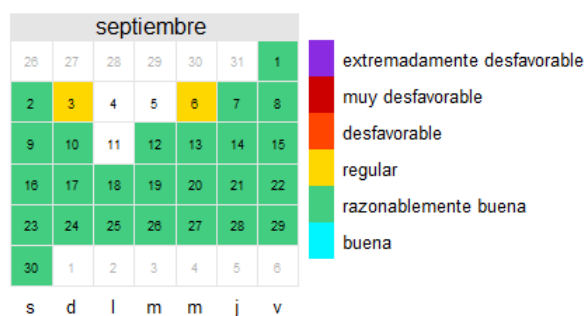 septiembre
26 27 28 29 30 31 1
2 3 4 5 6 7 8
9 10 11 12 13 14 15
16 17 18 19 20 21 22
23 24 25 26 27 28 29
30 1 2 3 4 5 6
s d l m m j v
extremadamente desfavorable
muy desfavorable
desfavorable
regular
razonablemente buena
buena